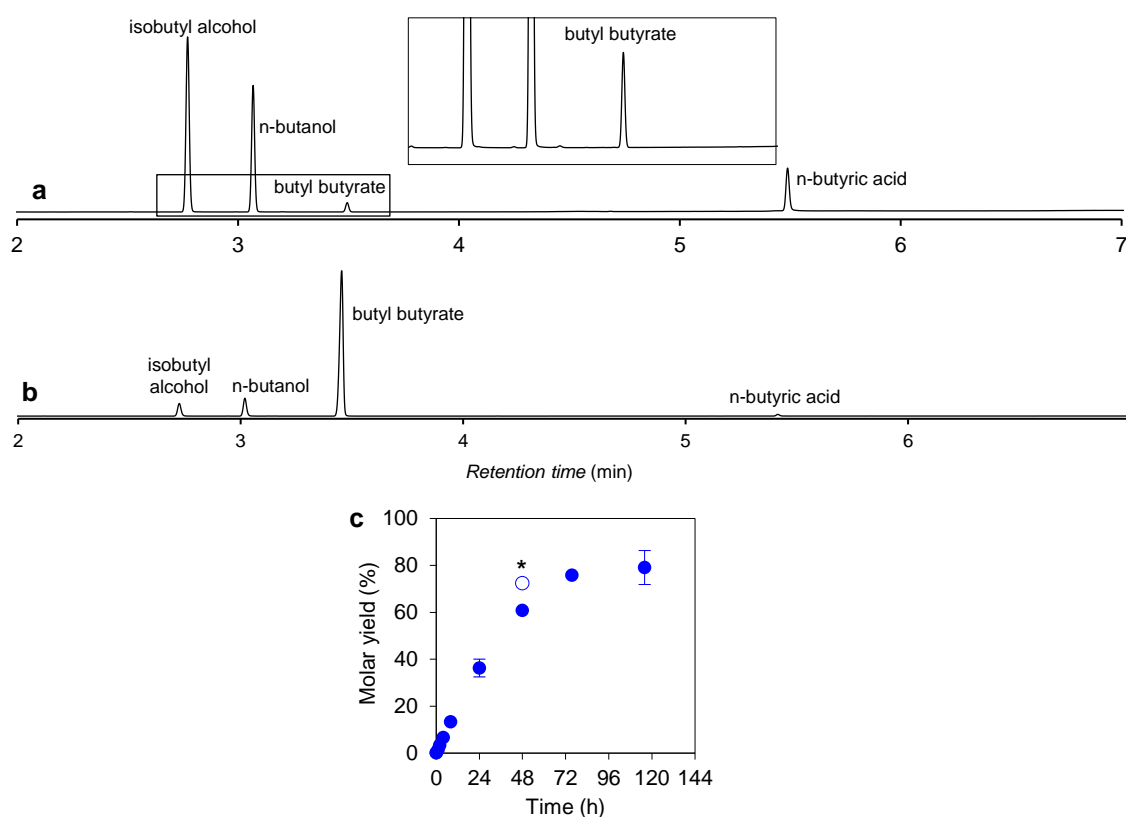 isobutyl alcohol
n-butanol
butyl butyrate
butyl butyrate
n-butyric acid
a
2 3 4 5 6 7
butyl butyrate
isobutyl
alcohol
n-butanol
n-butyric acid
b
2 3 4 5 6
Retention time (min)
c
100
80
60
40
20
0
*
Molar yield (%)
0 24 48 72 96 120 144
Time (h)